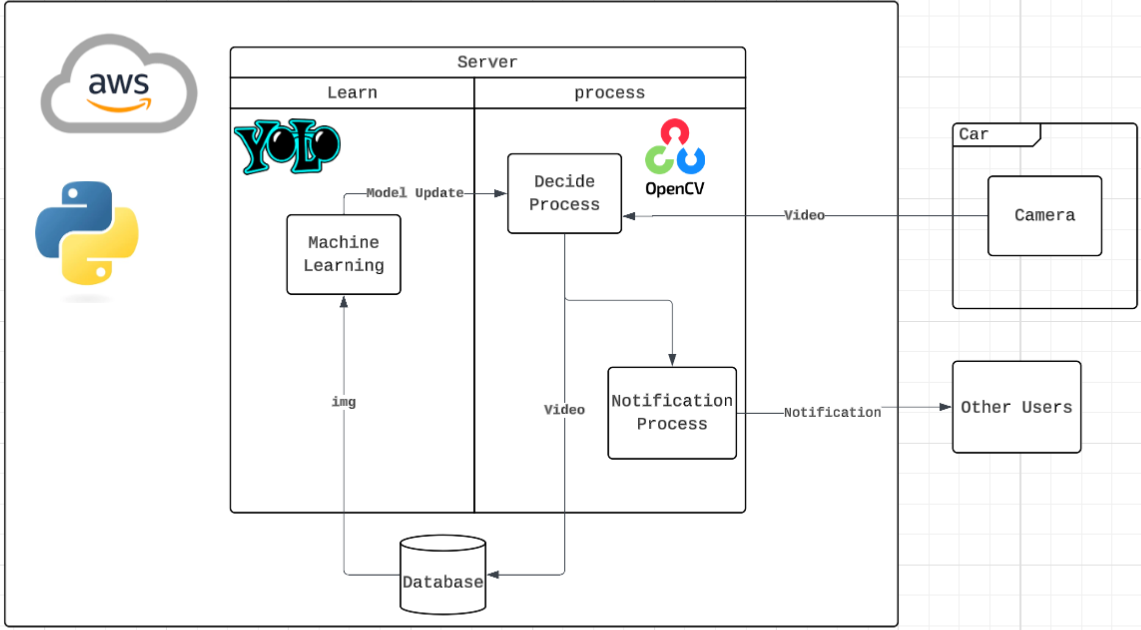 aws
Server
Learn
process
YOLO
OpenCV
Car
Decide
Process
Model Update
Video
Camera
Machine
Learning
img
Video
Notification
Process
Notification
Other Users
Database